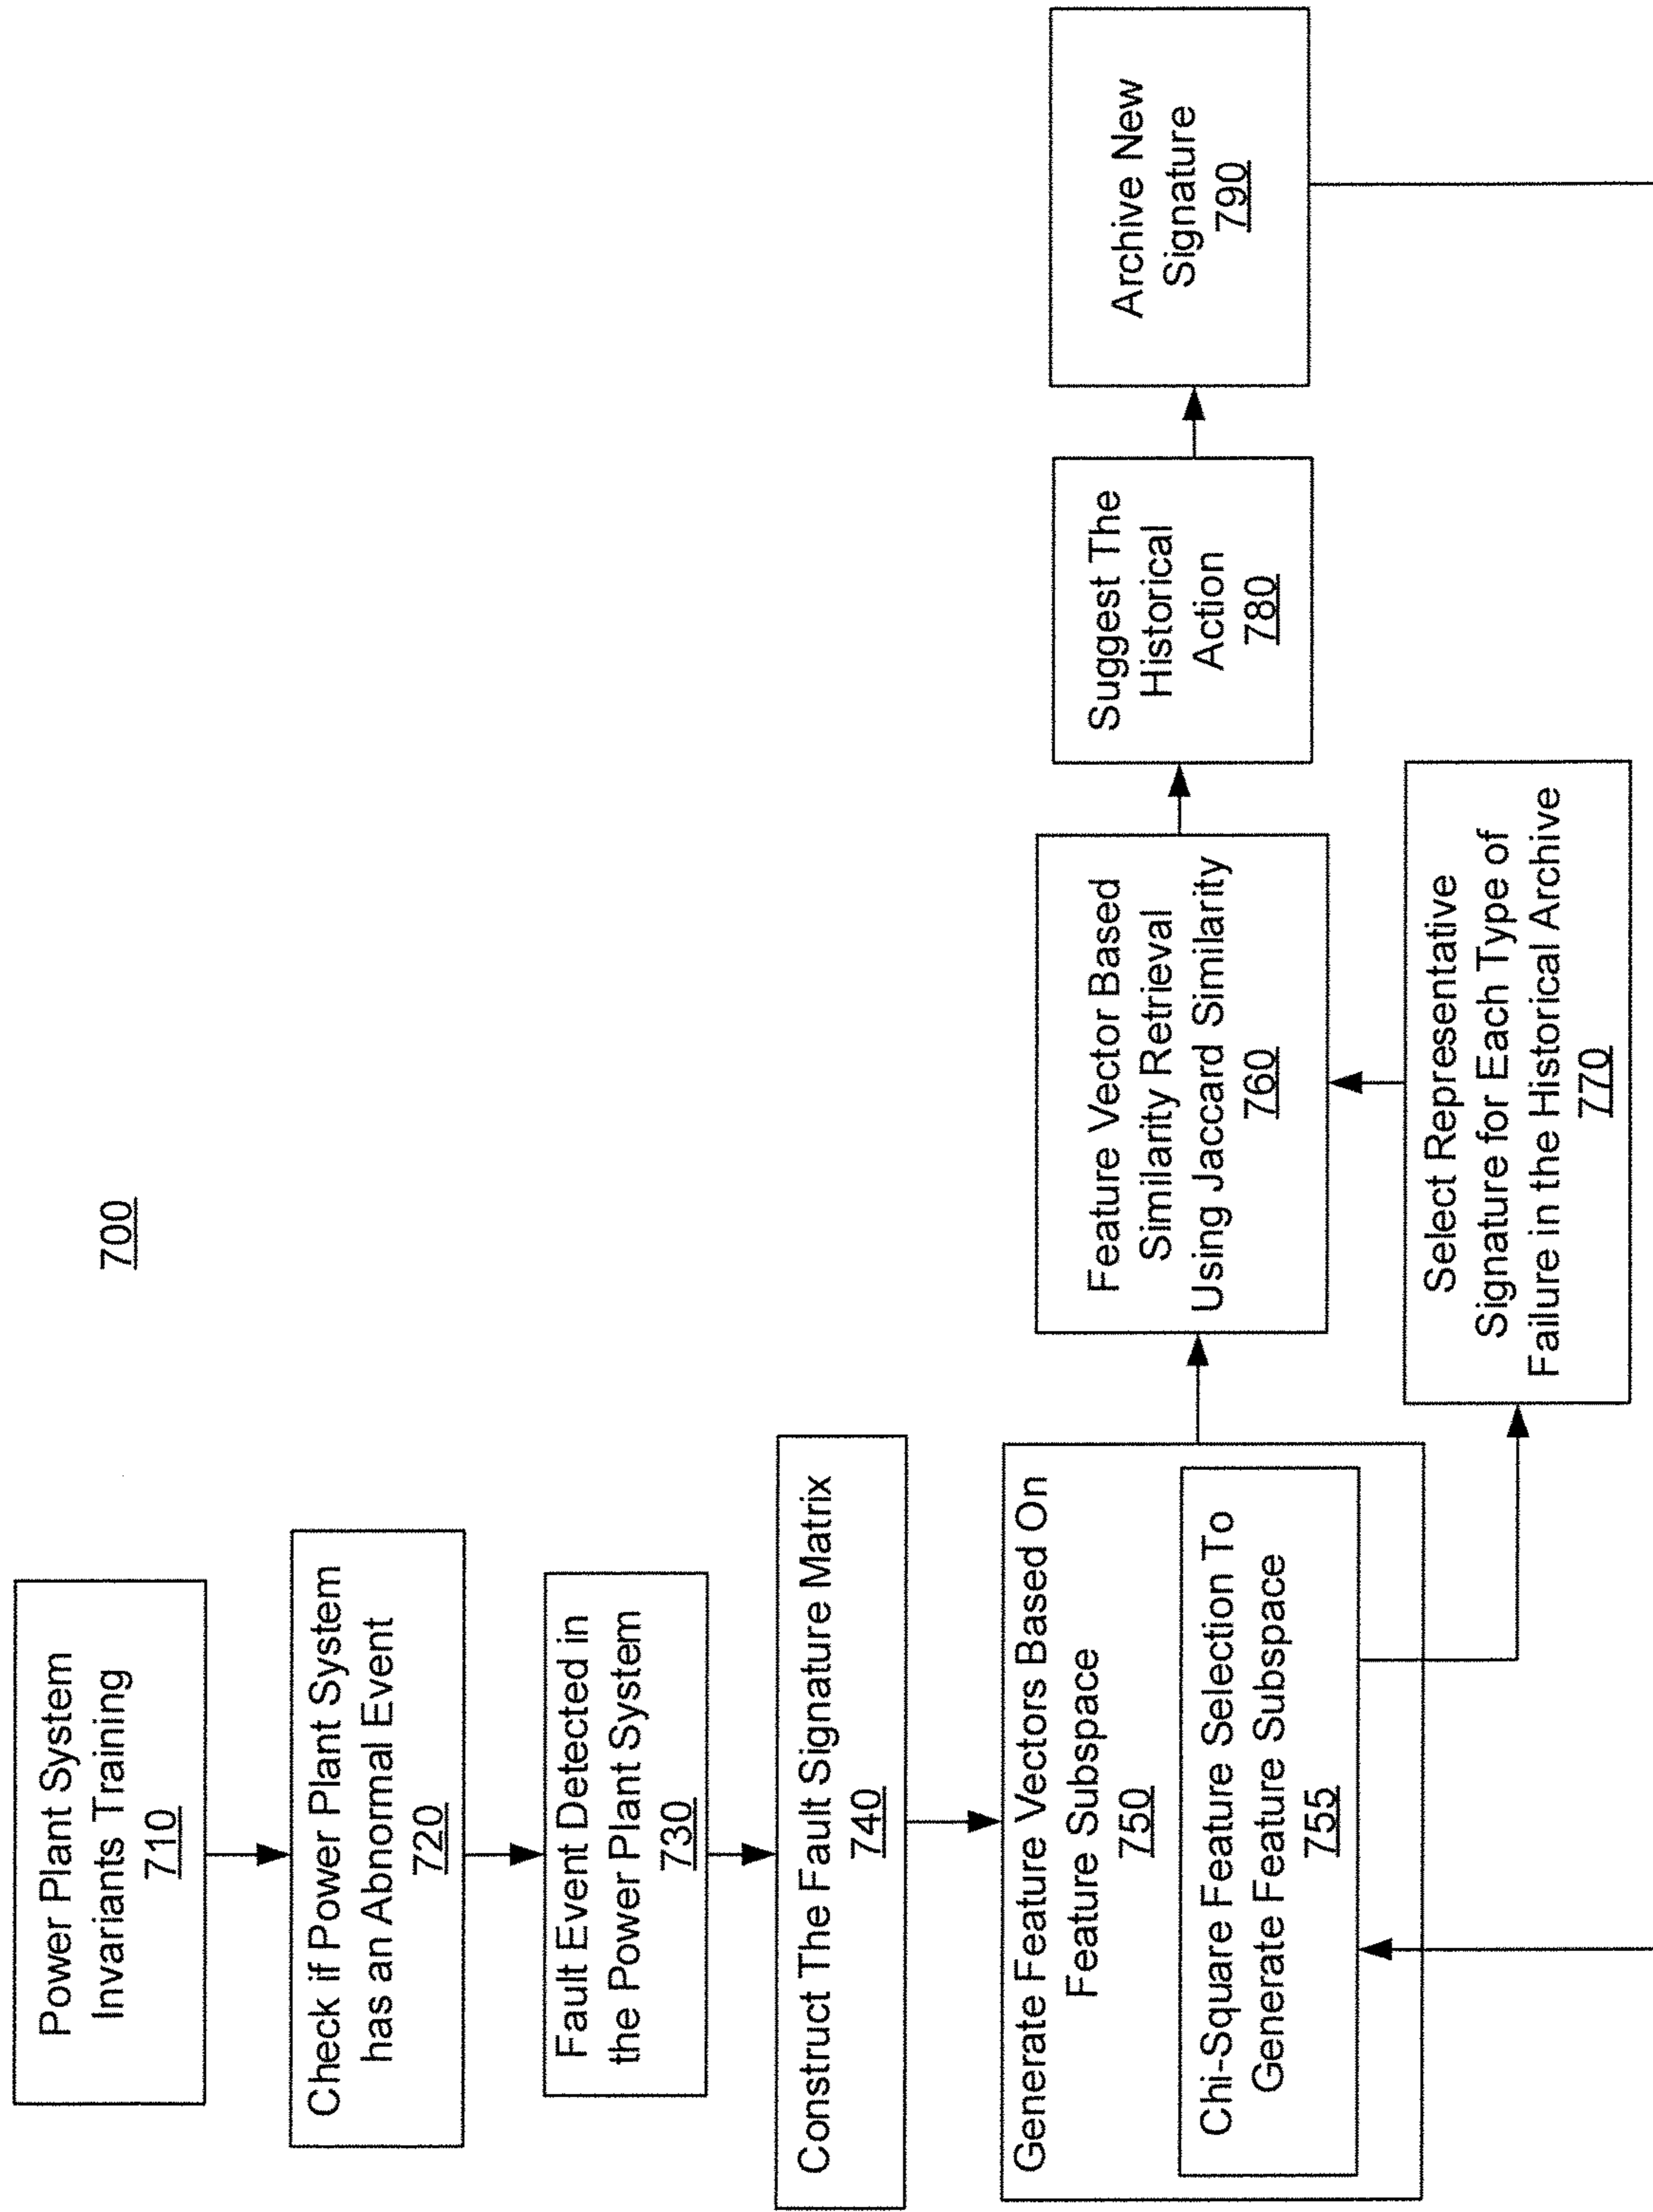 700
Power Plant System
Invariants Training
710
Check if Power Plant System
has an Abnormal Event
720
Fault Event Detected in
the Power Plant System
730
Construct The Fault Signature Matrix
740
Generate Feature Vectors Based On
Feature Subspace
750
Chi-Square Feature Selection To
Generate Feature Subspace
755
Feature Vector Based
Similarity Retrieval
Using Jaccard Similarity
760
Select Representative
Signature for Each Type of
Failure in the Historical Archive
770
Suggest The
Historical
Action
780
Archive New
Signature
790